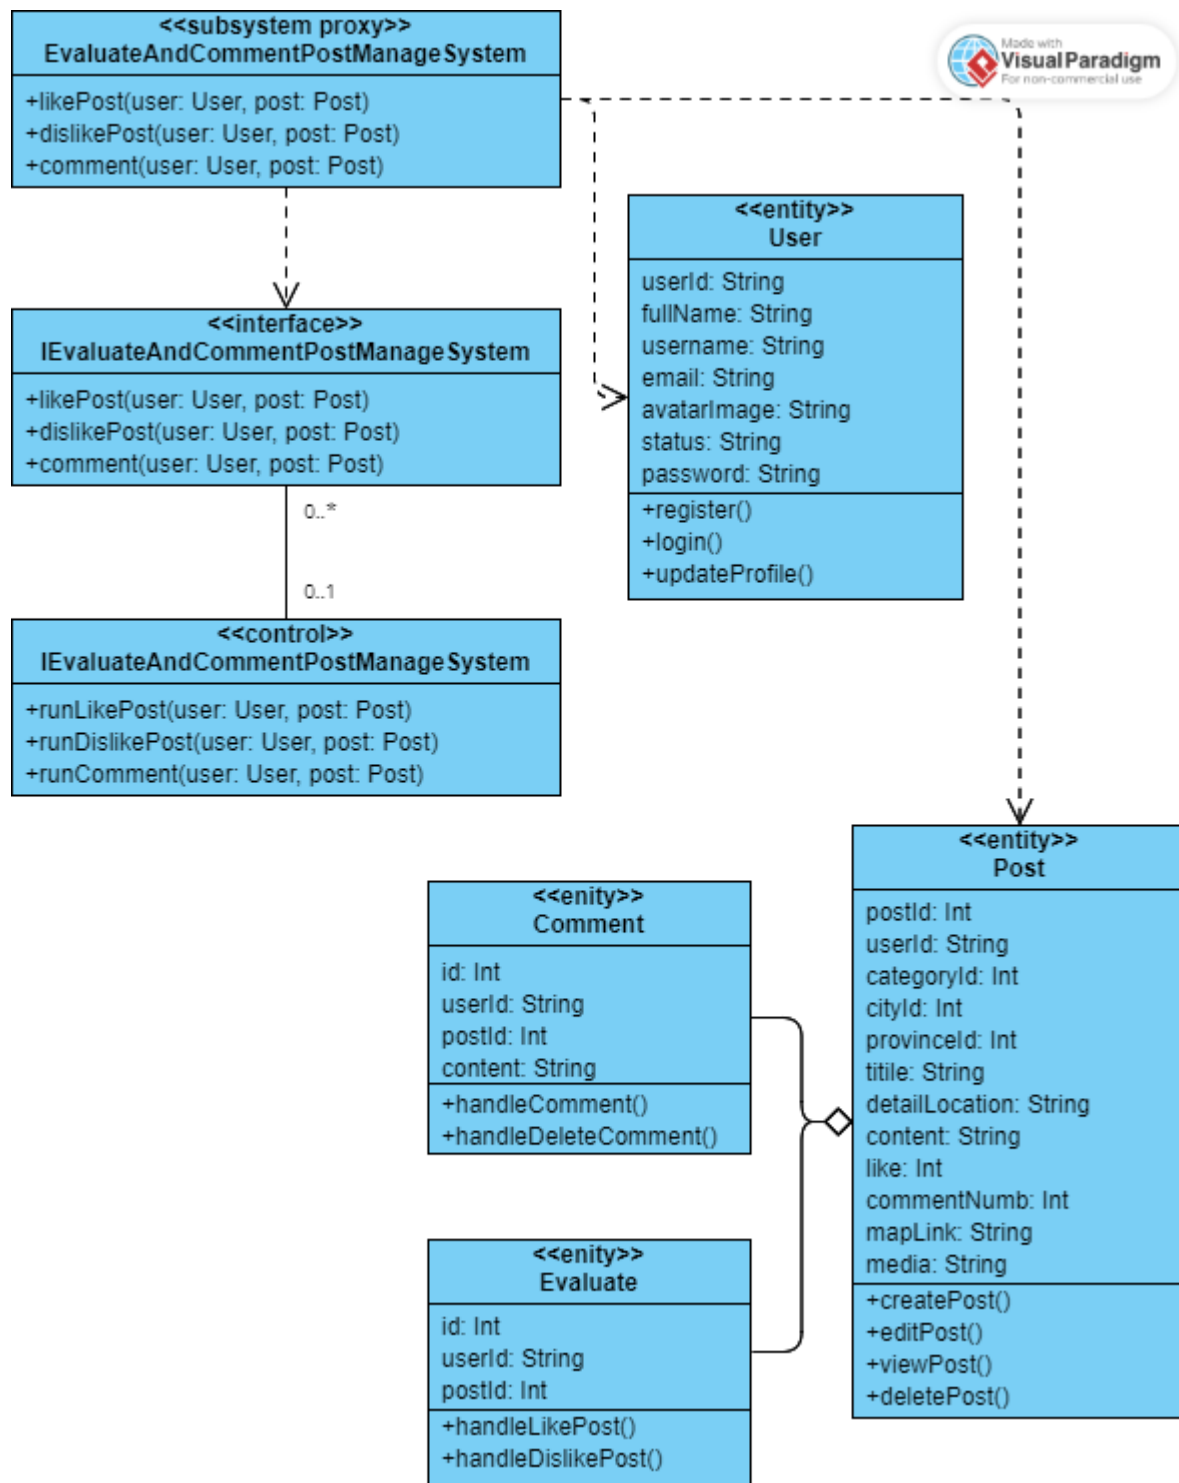 <<subsystem proxy>>
EvaluateAndCommentPostManageSystem
+likePost(user: User, post: Post)
+dislikePost(user: User, post: Post)
+comment(user: User, post: Post)
Made with
Visual Paradigm
For non-commercial use
<<entity>>
User
userId: String
fullName: String
username: String
email: String
avatarImage: String
status: String
password: String
+register()
+login()
+updateProfile()
<<interface>>
IEvaluateAndCommentPostManageSystem
+likePost(user: User, post: Post)
+dislikePost(user: User, post: Post)
+comment(user: User, post: Post)
0..*
0..1
<<control>>
IEvaluateAndCommentPostManageSystem
+runLikePost(user: User, post: Post)
+runDislikePost(user: User, post: Post)
+runComment(user: User, post: Post)
<<entity>>
Post
postId: Int
userId: String
categoryId: Int
cityId: Int
provinceId: Int
titile: String
detailLocation: String
content: String
like: Int
commentNumb: Int
mapLink: String
media: String
+createPost()
+editPost()
+viewPost()
+deletePost()
<<enity>>
Comment
id: Int
userId: String
postId: Int
content: String
+handleComment()
+handleDeleteComment()
<<enity>>
Evaluate
id: Int
userId: String
postId: Int
+handleLikePost()
+handleDislikePost()